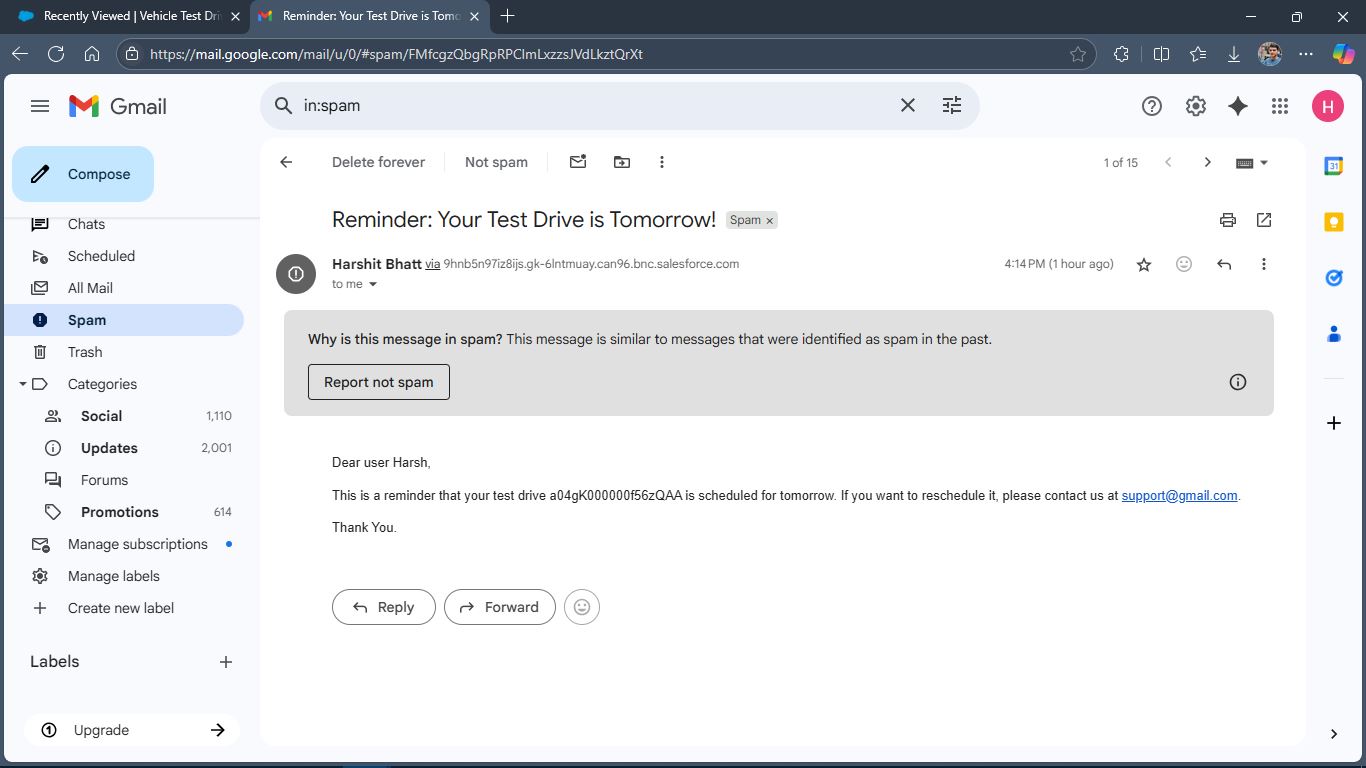 Recently Viewed | Vehicle Test Dri
Reminder: Your Test Drive is Tomo
https://mail.google.com/mail/u/0/#spam/FMfcgzQbgRpRPClmLxzzsJVdLkztQrXt
Gmail
in:spam
H
Compose
Chats
Scheduled
All Mail
Spam
Trash
Categories
Social 1,110
Updates 2,001
Forums
Promotions 614
Manage subscriptions
Manage labels
Create new label
Labels
Upgrade
Delete forever
Not spam
1 of 15
Reminder: Your Test Drive is Tomorrow! Spam x
Harshit Bhatt via 9hnb5n97iz8ijs.gk-6lntmuay.can96.bnc.salesforce.com
4:14 PM (1 hour ago)
to me
Why is this message in spam? This message is similar to messages that were identified as spam in the past.
Report not spam
Dear user Harsh,
This is a reminder that your test drive a04gK000000f56zQAA is scheduled for tomorrow. If you want to reschedule it, please contact us at support@gmail.com.
Thank You.
Reply
Forward
31